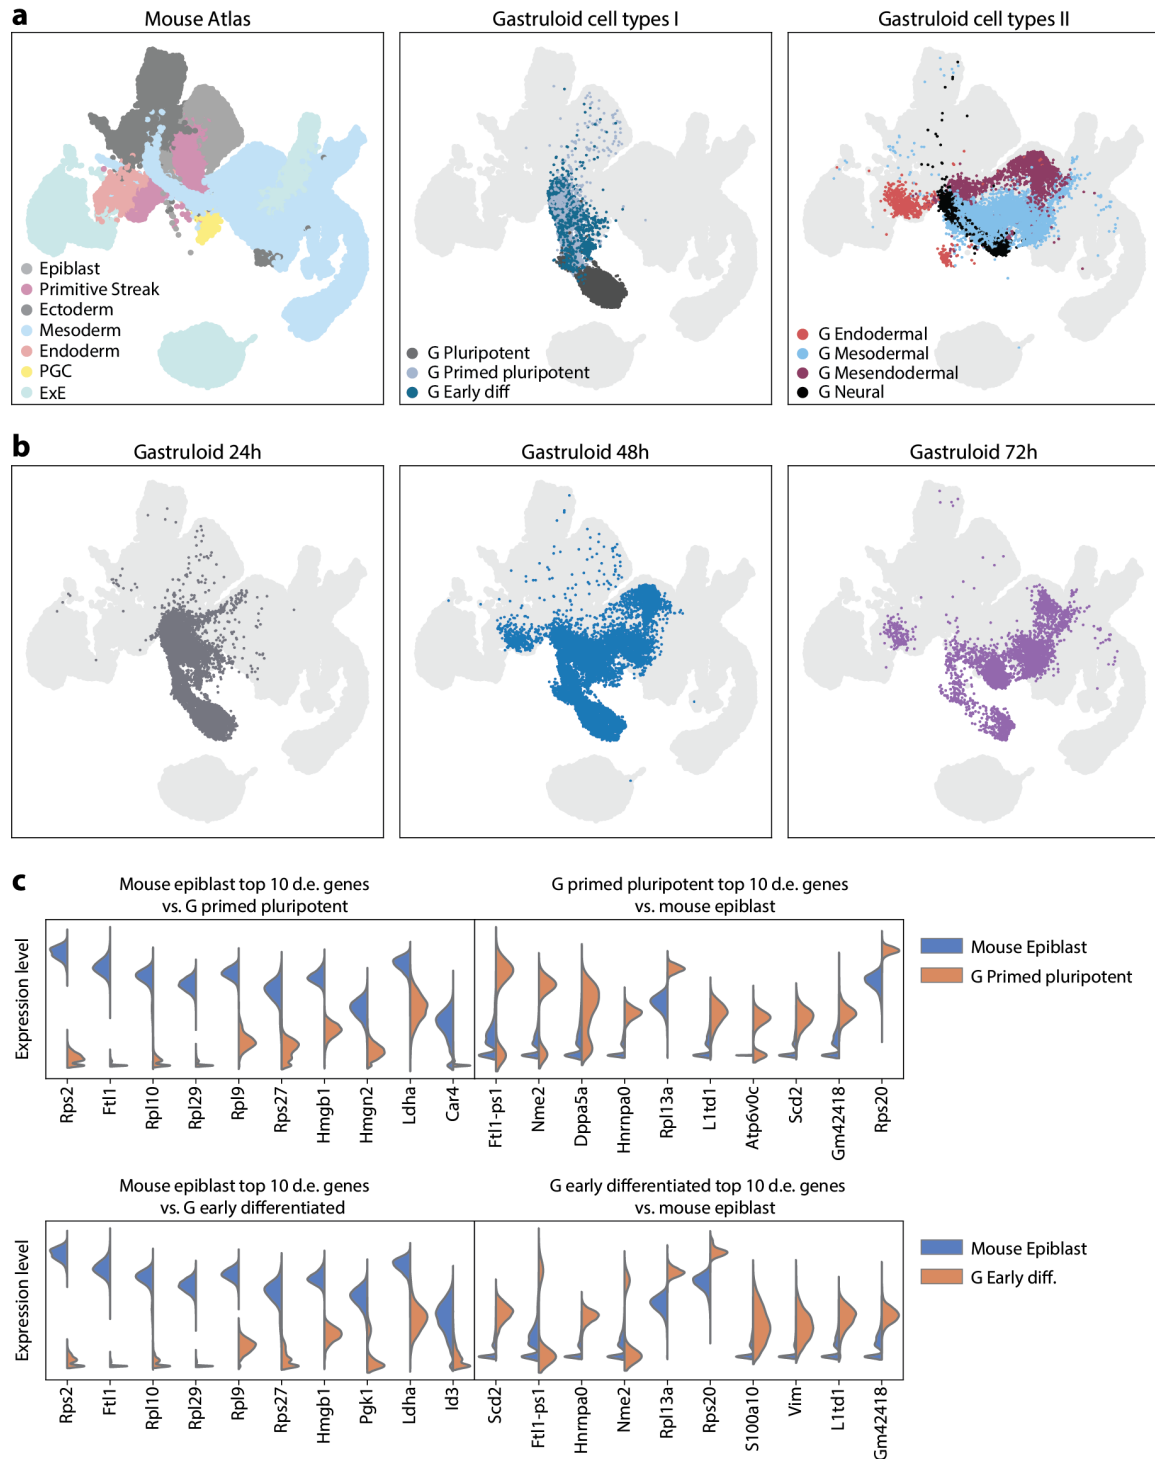 a
Mouse Atlas
Gastruloid cell types I
Gastruloid cell types II
Epiblast
Primitive Streak
Ectoderm
Mesoderm
Endoderm
PGC
ExE
G Pluripotent
G Primed pluripotent
G Early diff
G Endodermal
G Mesodermal
G Mesendodermal
G Neural
b
Gastruloid 24h
Gastruloid 48h
Gastruloid 72h
c
Mouse epiblast top 10 d.e. genes
vs. G primed pluripotent
G primed pluripotent top 10 d.e. genes
vs. mouse epiblast
Expression level
Mouse Epiblast
G Primed pluripotent
Rps2
Ftl1
Rpl10
Rpl29
Rpl9
Rps27
Hmgb1
Hmgn2
Ldha
Car4
Ftl1-ps1
Nme2
Dppa5a
Hnrnpa0
Rpl13a
L1td1
Atp6v0c
Scd2
Gm42418
Rps20
Mouse epiblast top 10 d.e. genes
vs. G early differentiated
G early differentiated top 10 d.e. genes
vs. mouse epiblast
Expression level
Mouse Epiblast
G Early diff.
Rps2
Ftl1
Rpl10
Rpl29
Rpl9
Rps27
Hmgb1
Pgk1
Ldha
Id3
Scd2
Ftl1-ps1
Hnrnpa0
Nme2
Rpl13a
Rps20
S100a10
Vim
L1td1
Gm42418